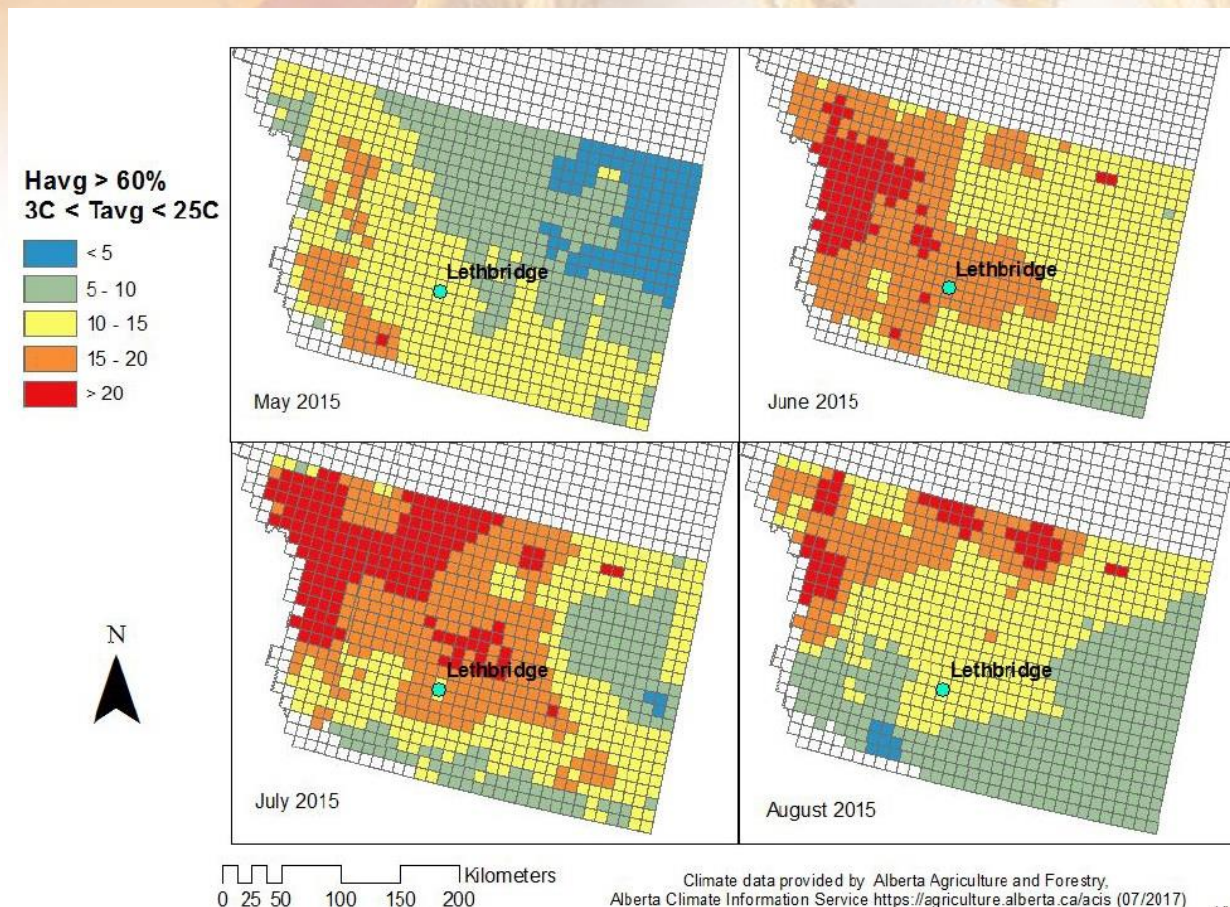 Havg > 60%
3C < Tavg < 25C
< 5
5 - 10
10 - 15
15 - 20
> 20
N
Lethbridge
May 2015
Lethbridge
June 2015
Lethbridge
July 2015
Lethbridge
August 2015
Kilometers
0 25 50 100 150 200
Climate data provided by Alberta Agriculture and Forestry,
Alberta Climate Information Service https://agriculture.alberta.ca/acis (07/2017)